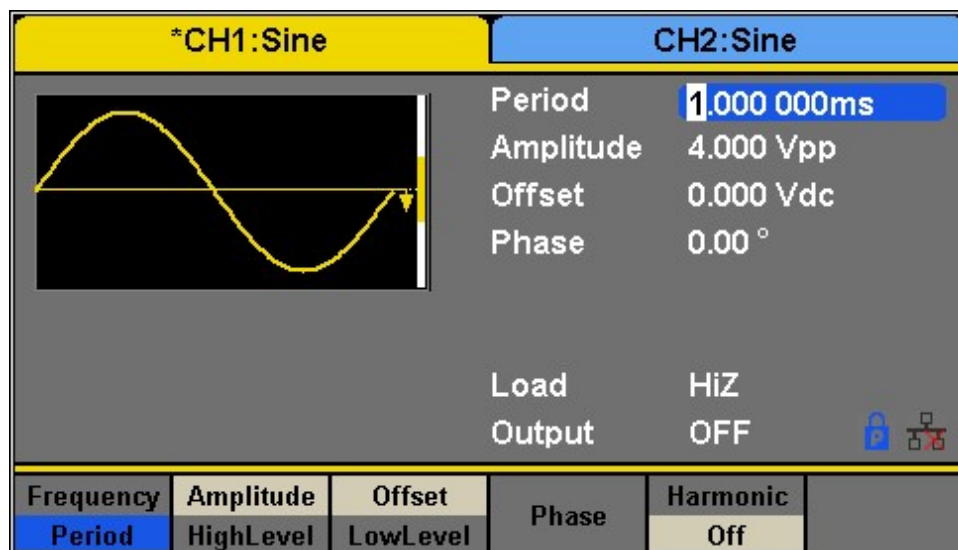 *CH1:Sine
CH2:Sine
Period 1.000 000ms
Amplitude 4.000 Vpp
Offset 0.000 Vdc
Phase 0.00 °
Load HiZ
Output OFF
P
Frequency Amplitude Offset Phase Harmonic
Period HighLevel LowLevel Off